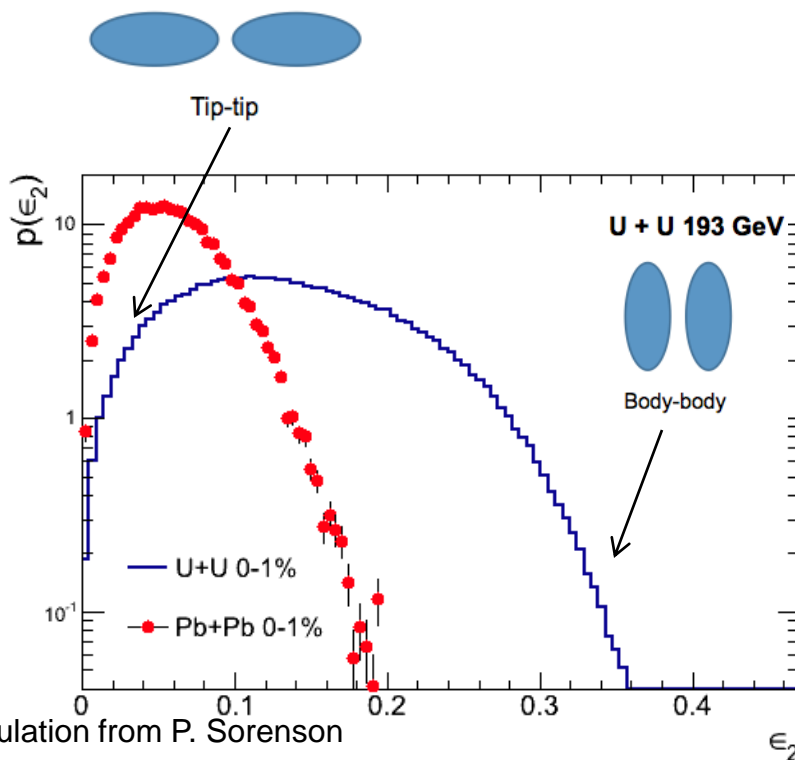 Tip-tip
p(ϵ₂)
10
1
10⁻¹
U + U 193 GeV
Body-body
U+U 0-1%
Pb+Pb 0-1%
0 0.1 0.2 0.3 0.4
ϵ₂
ulation from P. Sorenson